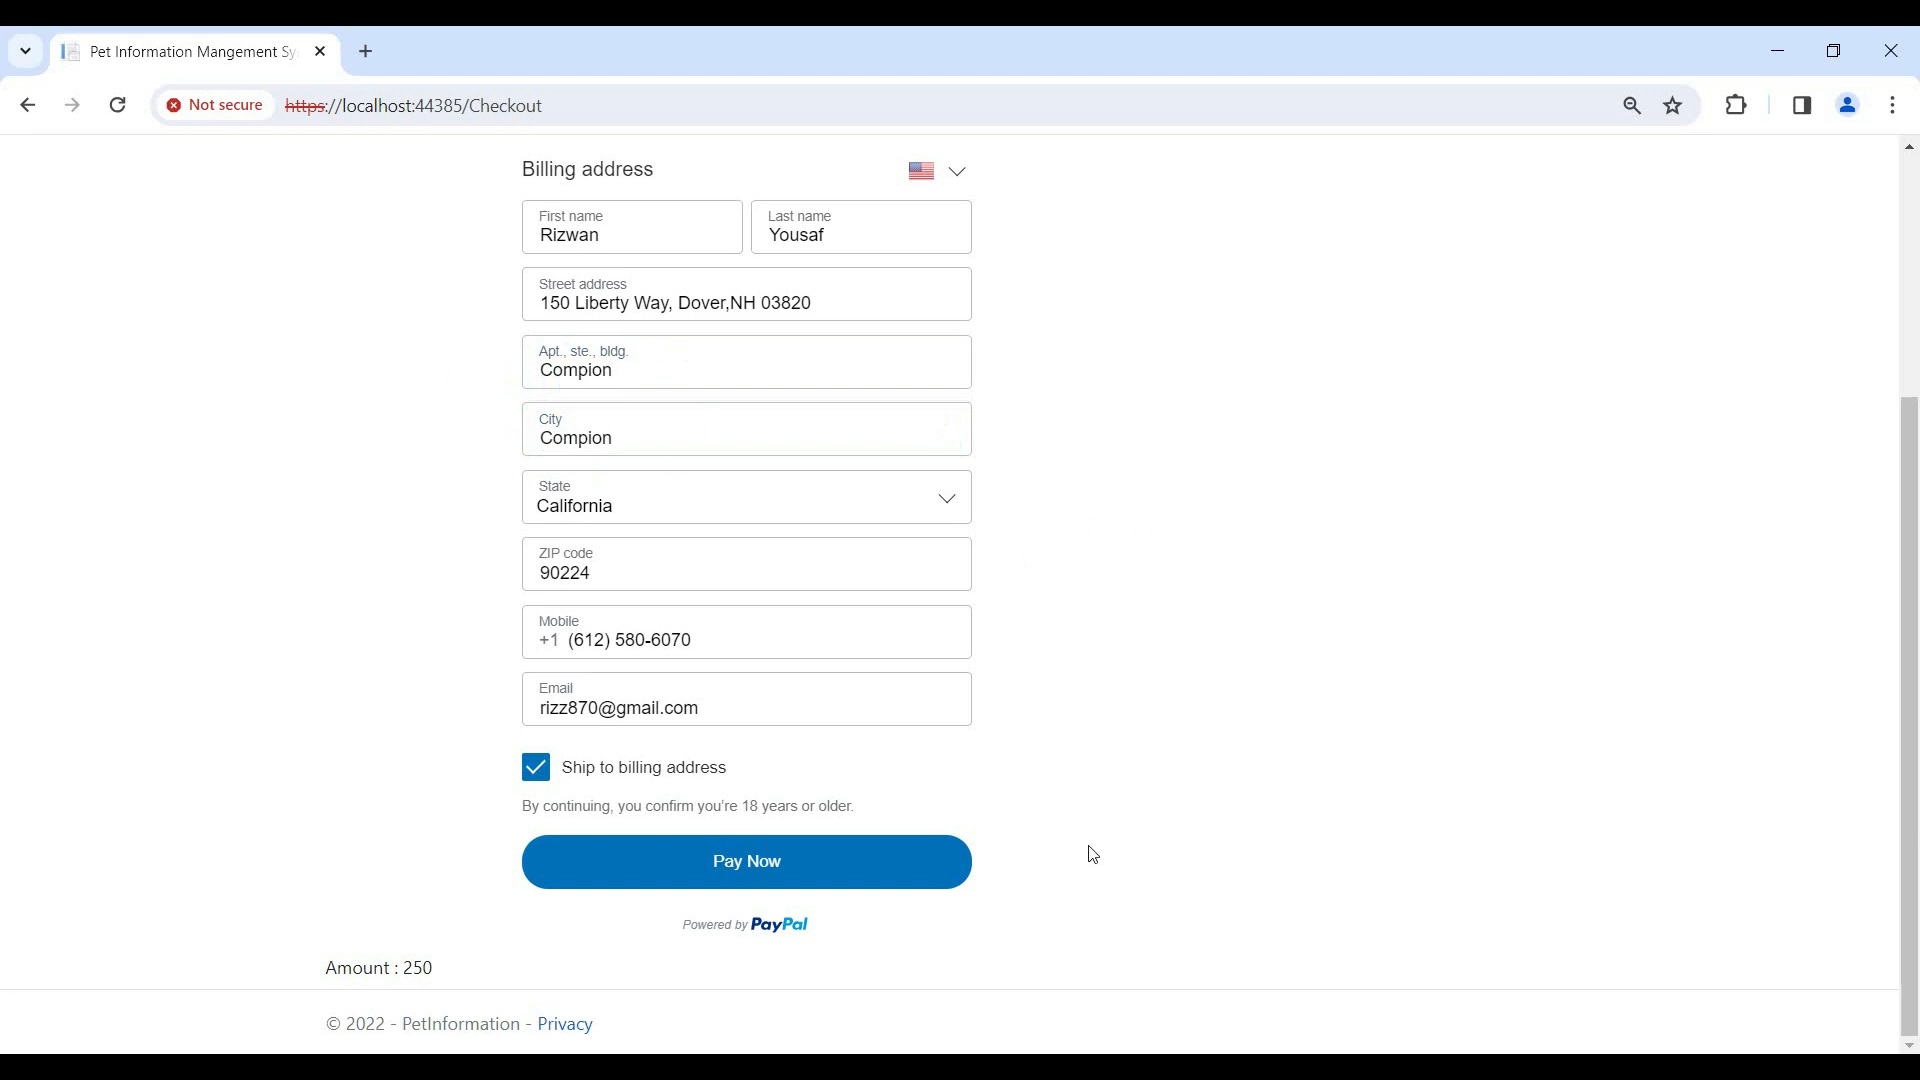 Pet Information Mangement Sy
Not secure https://localhost:44385/Checkout
Billing address
First name
Rizwan
Last name
Yousaf
Street address
150 Liberty Way, Dover,NH 03820
Apt., ste., bldg.
Compion
City
Compion
State
California
ZIP code
90224
Mobile
+1 (612) 580-6070
Email
rizz870@gmail.com
Ship to billing address
By continuing, you confirm you're 18 years or older.
Pay Now
Powered by PayPal
Amount : 250
© 2022 - PetInformation - Privacy